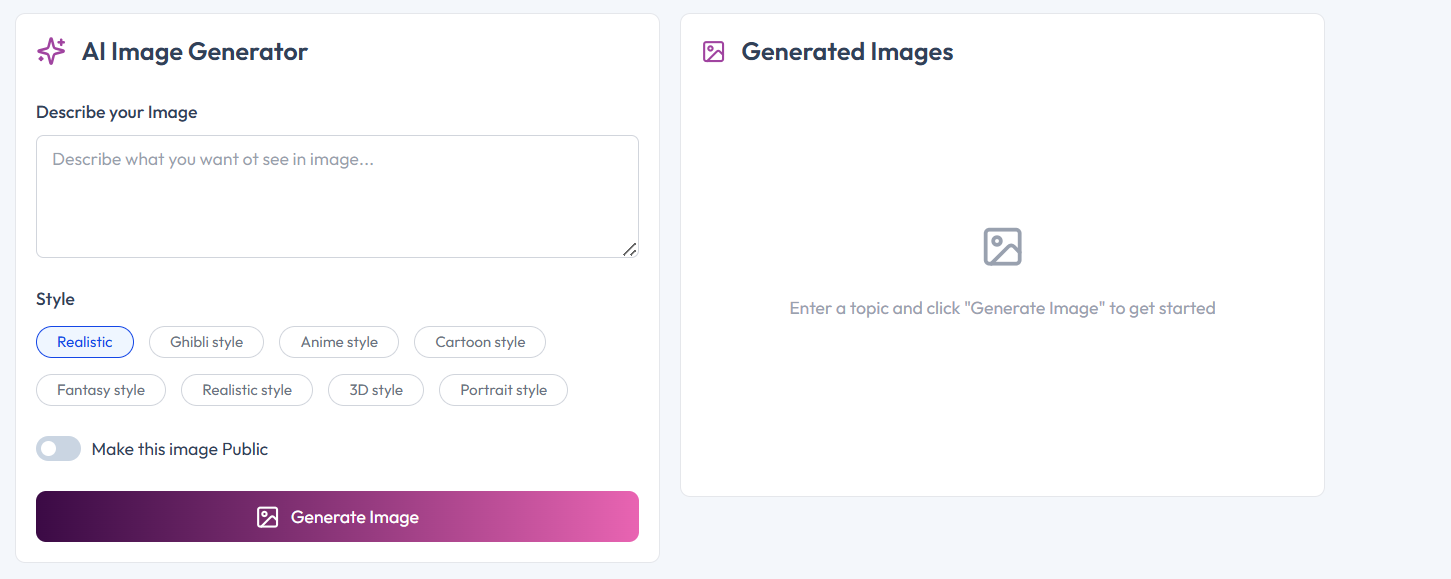 AI Image Generator
Describe your Image
Describe what you want ot see in image...
Style
Realistic
Ghibli style
Anime style
Cartoon style
Fantasy style
Realistic style
3D style
Portrait style
Make this image Public
Generate Image
Generated Images
Enter a topic and click "Generate Image" to get started